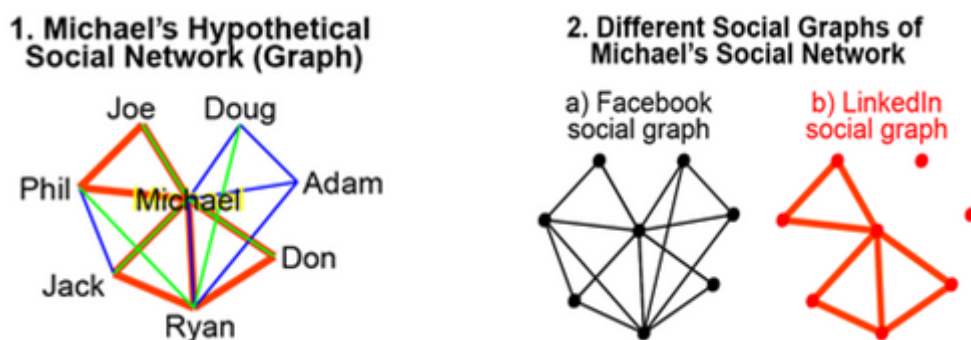 1. Michael's Hypothetical
Social Network (Graph)
Joe
Doug
Phil
Michael
Adam
Jack
Don
Ryan
2. Different Social Graphs of
Michael's Social Network
a) Facebook
social graph
b) LinkedIn
social graph